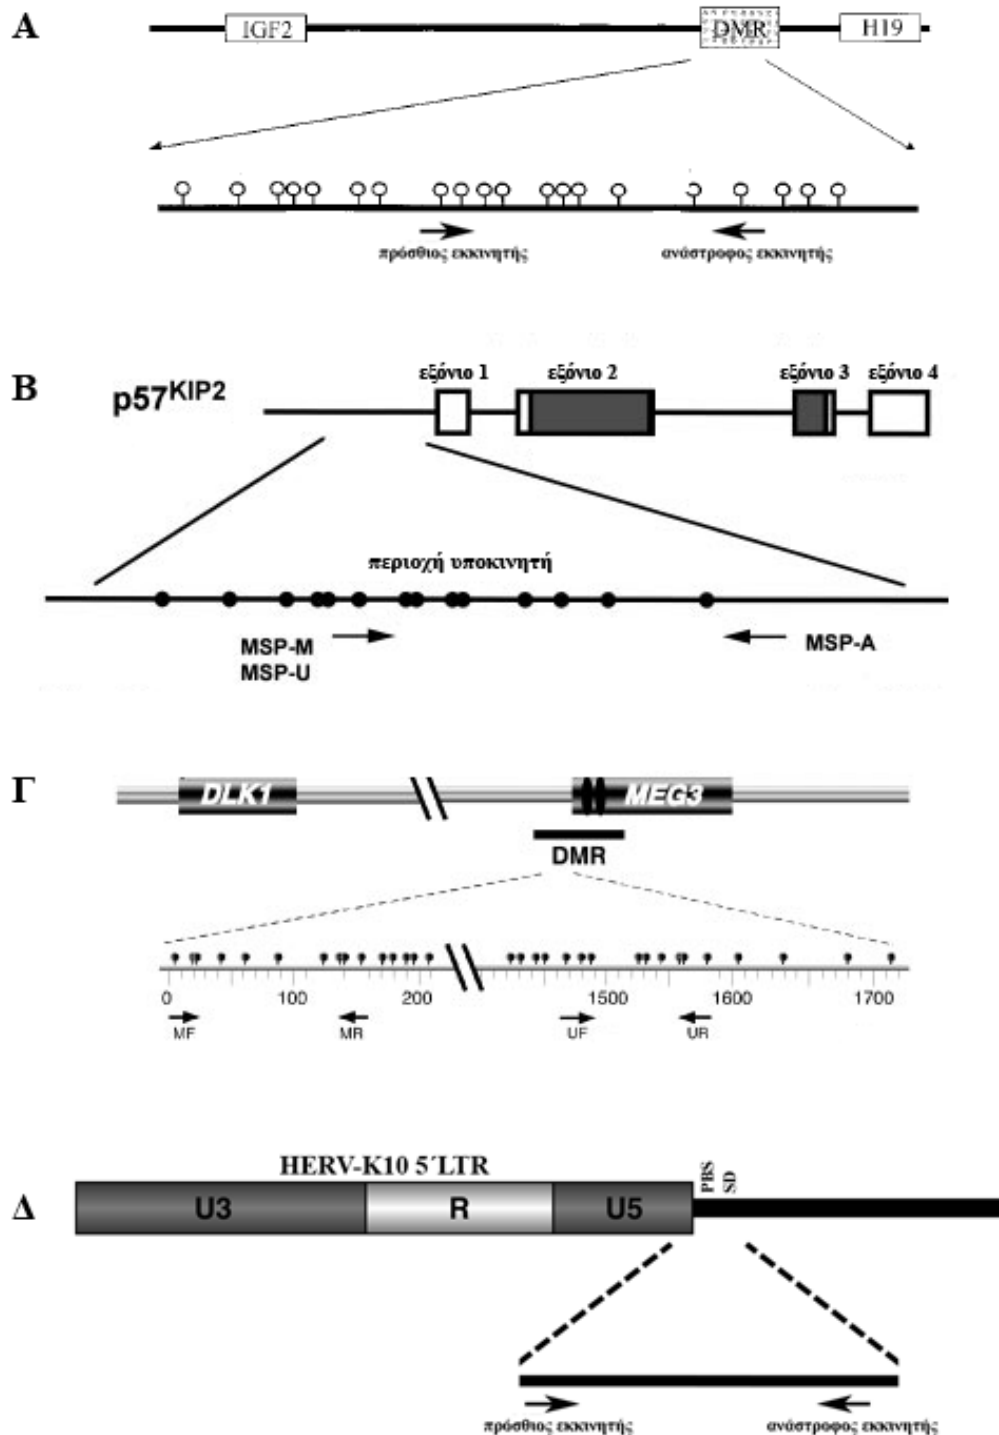 A
IGF2 DMR H19
πρόσθιος εκκινητής ανάστροφος εκκινητής
B
p57KIP2
εξόνιο 1 εξόνιο 2 εξόνιο 3 εξόνιο 4
περιοχή υποκινητή
MSP-M
MSP-U
MSP-A
Γ
DLK1 MEG3
DMR
0 100 200 1500 1600 1700
MF MR UF UR
HERV-K10 5´LTR
PBS
SD
Δ
U3 R U5
πρόσθιος εκκινητής ανάστροφος εκκινητής